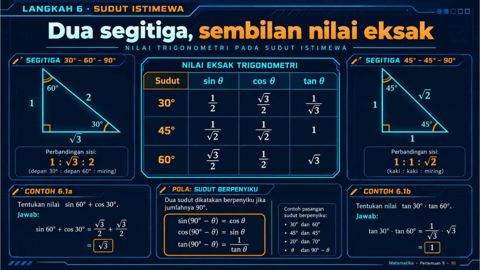 LANGKAH 6 • SUDUT ISTIMEWA
Dua segitiga, sembilan nilai eksak
NILAI TRIGONOMETRI PADA SUDUT ISTIMEWA
SEGITIGA 30° – 60° – 90°
60°
1
2
30°
√3
Perbandingan sisi:
1 : √3 : 2
(depan 30° : depan 60° : miring)
NILAI EKSAK TRIGONOMETRI
Sudut sin θ cos θ tan θ
30° 1/2 √3/2 1/√3
45° 1/√2 1/√2 1
60° √3/2 1/2 √3
SEGITIGA 45° – 45° – 90°
45°
1
√2
45°
1
Perbandingan sisi:
1 : 1 : √2
(kaki : kaki : miring)
CONTOH 6.1a
Tentukan nilai sin 60° + cos 30°.
Jawab:
sin 60° + cos 30° = √3/2 + √3/2
= √3
POLA: SUDUT BERPENYIKU
Dua sudut dikatakan berpenyiku jika
jumlahnya 90°.
sin(90° − θ) = cos θ
cos(90° − θ) = sin θ
tan(90° − θ) = 1/tan θ
Contoh pasangan
sudut berpenyiku:
• 30° dan 60°
• 45° dan 45°
• 20° dan 70°
• θ dan 90° − θ
CONTOH 6.1b
Tentukan nilai tan 30° · tan 60°.
Jawab:
tan 30° · tan 60° = 1/√3 · √3
= 1
Matematika • Pertemuan 9